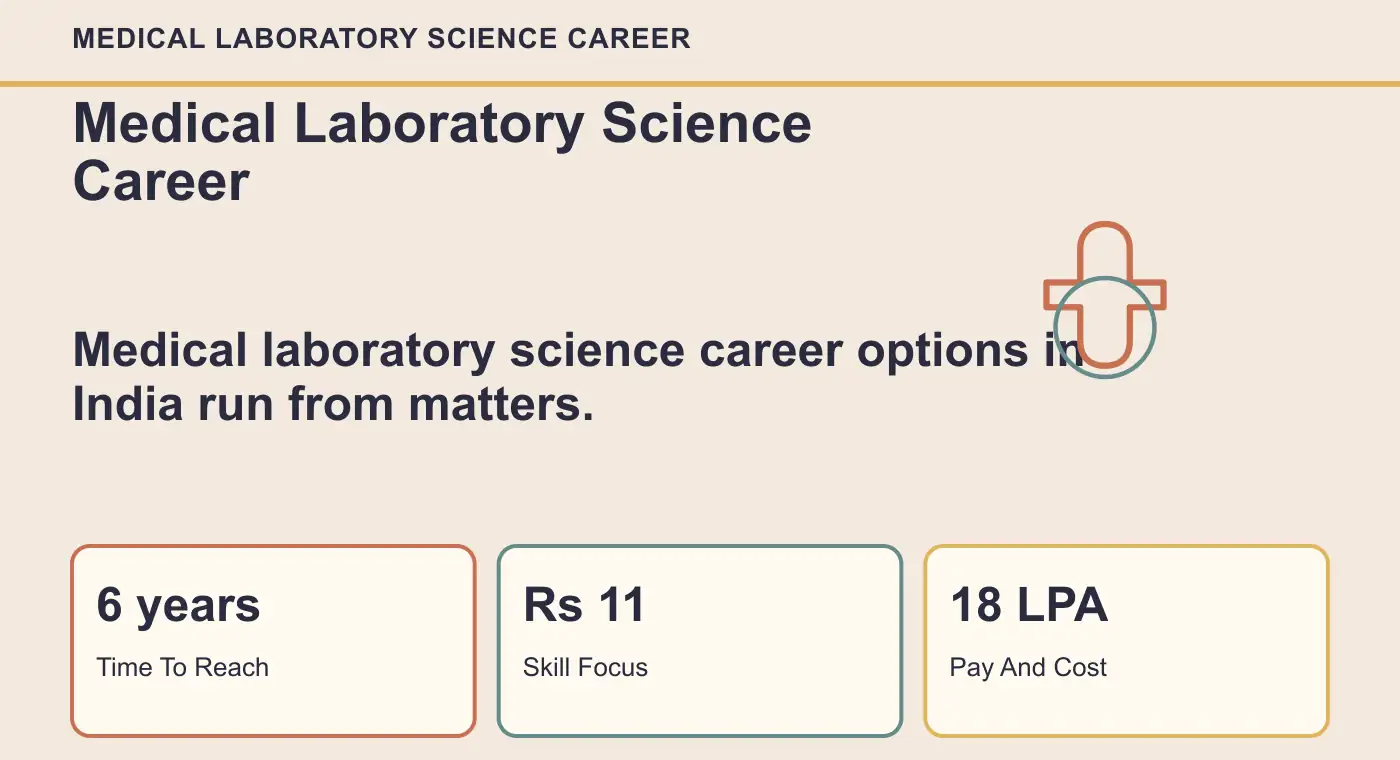 MEDICAL LABORATORY SCIENCE CAREER
Medical Laboratory Science
Career
Medical laboratory science career options in
India run from matters.
6 years
Time To Reach
Rs 11
Skill Focus
18 LPA
Pay And Cost